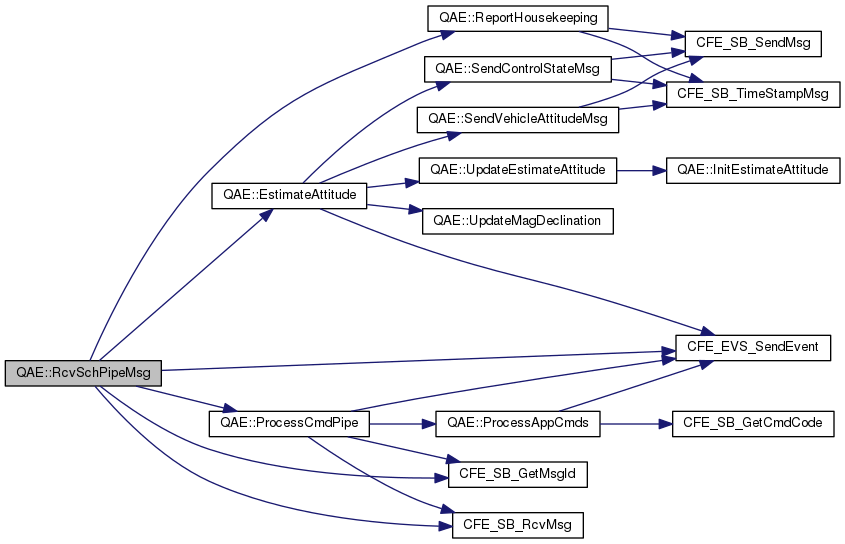 QAE::ReportHousekeeping
CFE_SB_SendMsg
QAE::SendControlStateMsg
CFE_SB_TimeStampMsg
QAE::SendVehicleAttitudeMsg
QAE::UpdateEstimateAttitude
QAE::InitEstimateAttitude
QAE::EstimateAttitude
QAE::UpdateMagDeclination
CFE_EVS_SendEvent
QAE::RcvSchPipeMsg
QAE::ProcessCmdPipe
QAE::ProcessAppCmds
CFE_SB_GetCmdCode
CFE_SB_GetMsgId
CFE_SB_RcvMsg